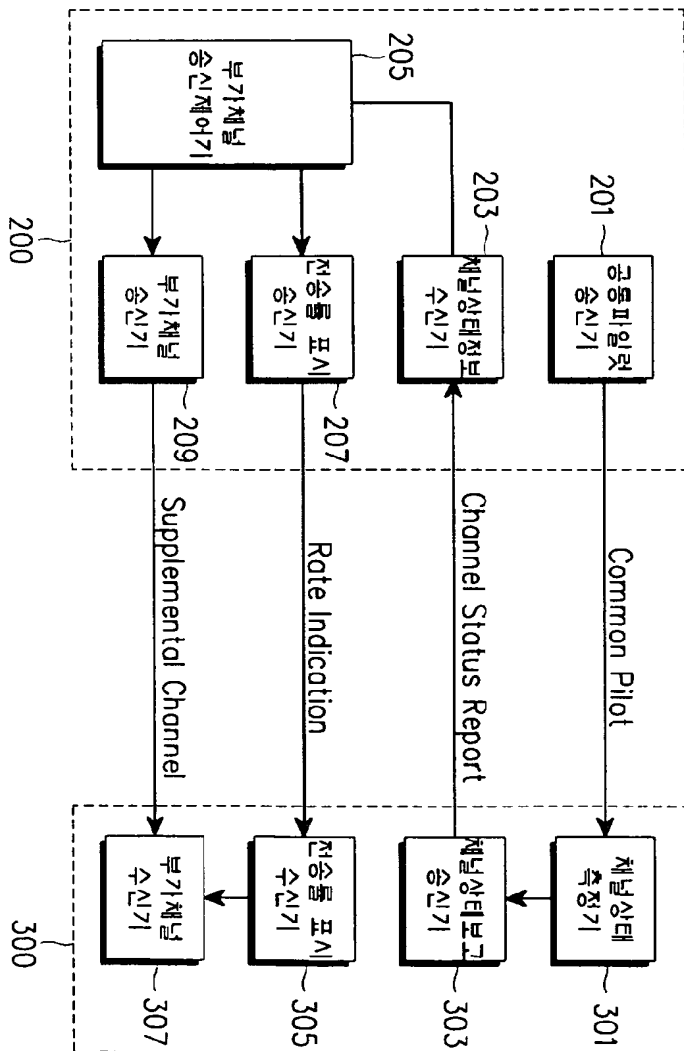 301
303
305
307
채널상태
측정기
채널상태보고
송신기
전송률 표시
수신기
부가채널
수신기
300
Common Pilot
Channel Status Report
Rate Indication
Supplemental Channel
201
203
207
209
공통파일럿
송신기
채널상태정보
수신기
전송률 표시
송신기
부가채널
송신기
200
205
부가채널
송신제어기